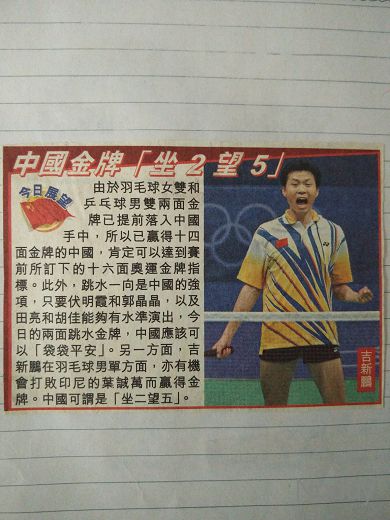 中國金牌「坐2望5」
今日展望
由於羽毛球女雙和
乒乓球男雙兩面金
牌已提前落入中國
手中，所以已贏得十四
面金牌的中國，肯定可以達到賽
前所訂下的十六面奧運金牌指
標。此外，跳水一向是中國的強
項，只要伏明霞和郭晶晶，以及
田亮和胡佳能夠有水準演出，今
日的兩面跳水金牌，中國應該可
以「袋袋平安」。另一方面，吉
新鵬在羽毛球男單方面，亦有機
會打敗印尼的葉誠萬而贏得金
牌。中國可謂是「坐二望五」。
吉新鵬